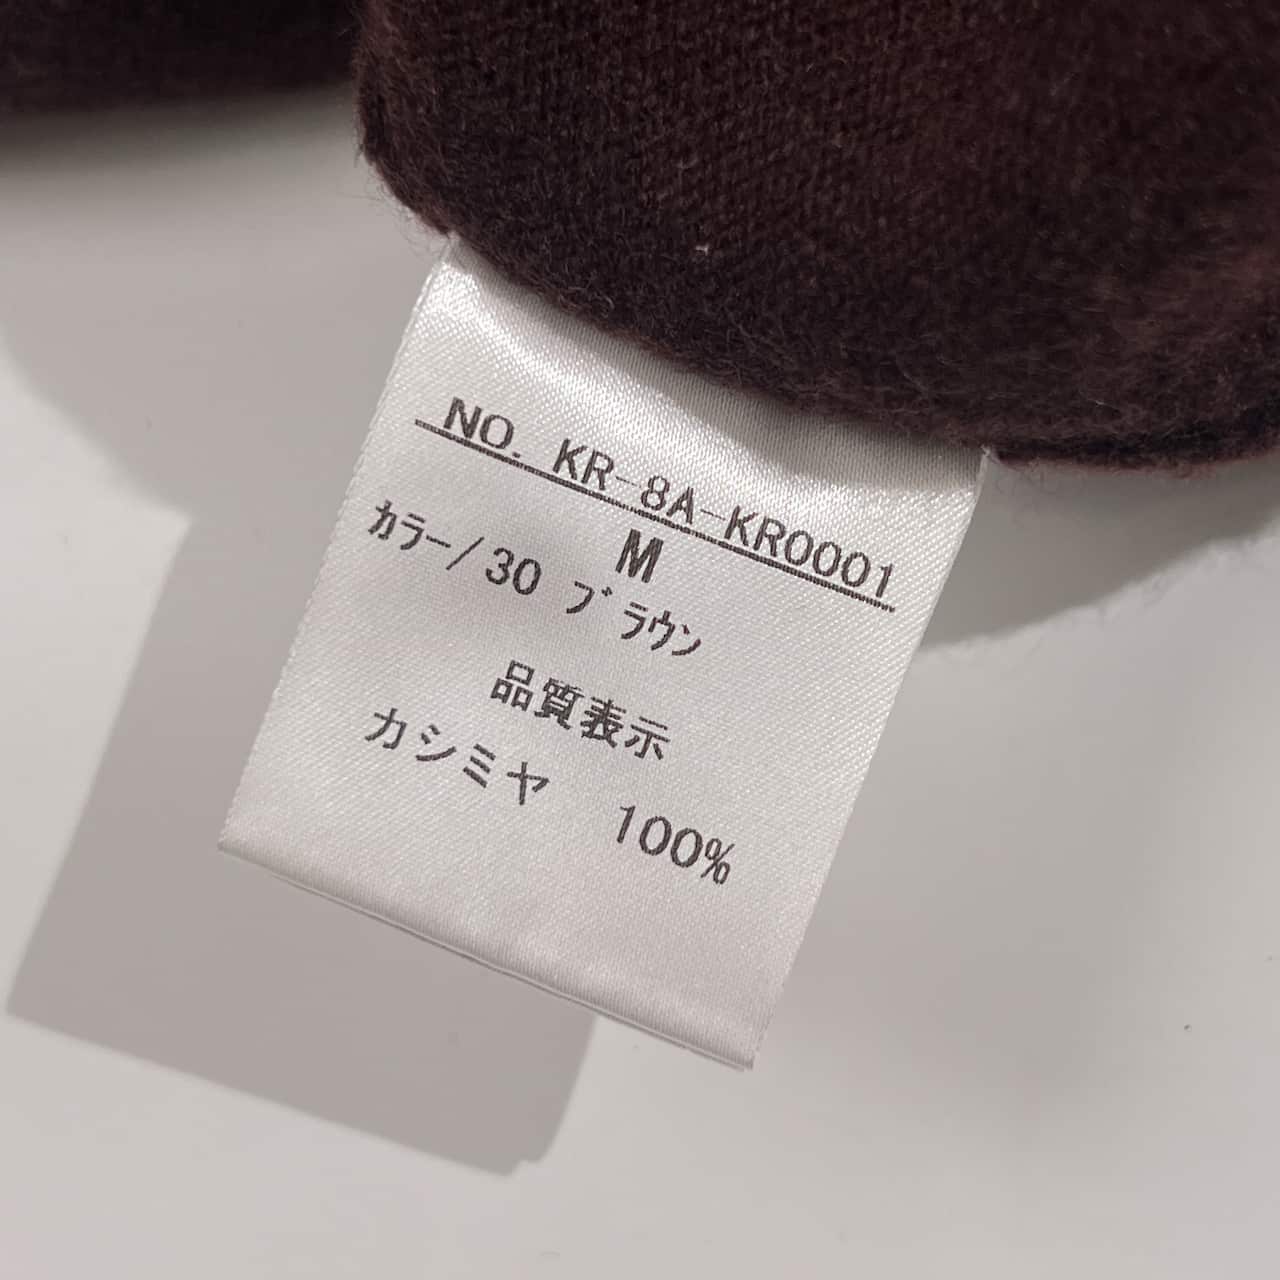 NO. KR-8A-KR0001
M
ｶﾗｰ/30 ﾌﾞﾗｳﾝ
品質表示
カシミヤ 100%